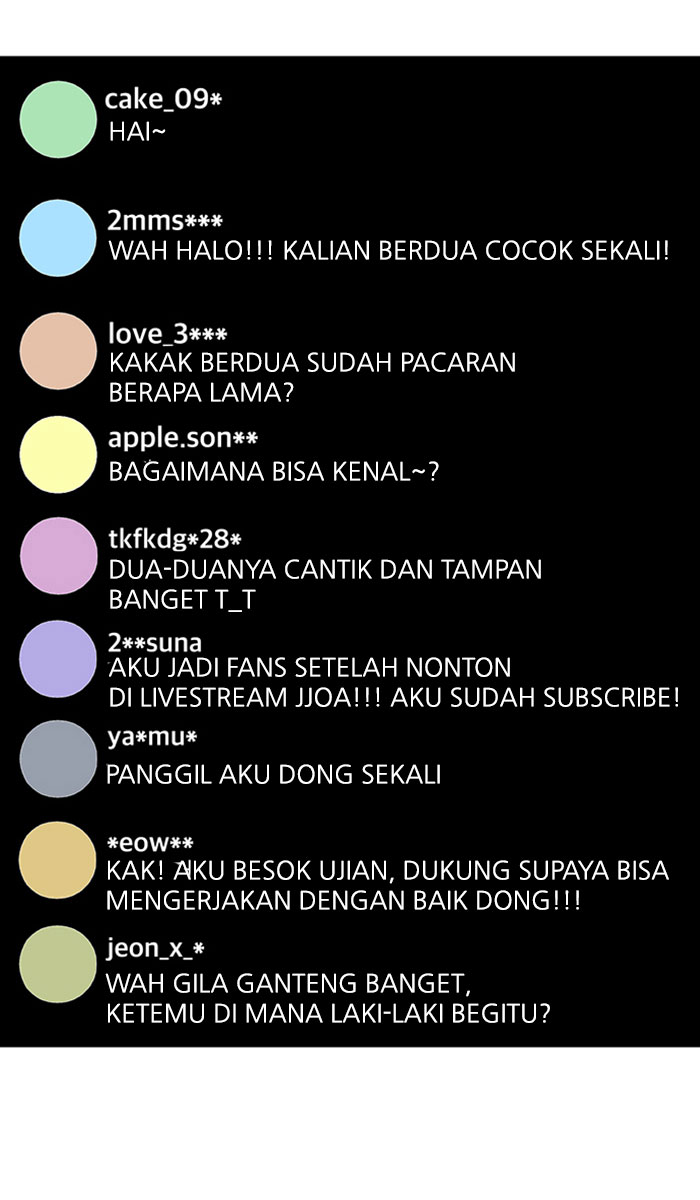 cake_09*
HAI~
2mms***
WAH HALO!!! KALIAN BERDUA COCOK SEKALI!
love_3***
KAKAK BERDUA SUDAH PACARAN
BERAPA LAMA?
apple.son**
BAGAIMANA BISA KENAL~?
tkfkdg*28*
DUA-DUANYA CANTIK DAN TAMPAN
BANGET T_T
2**suna
AKU JADI FANS SETELAH NONTON
DI LIVESTREAM JJOA!!! AKU SUDAH SUBSCRIBE!
ya*mu*
PANGGIL AKU DONG SEKALI
*eow**
KAK! AKU BESOK UJIAN, DUKUNG SUPAYA BISA
MENGERJAKAN DENGAN BAIK DONG!!!
jeon_x_*
WAH GILA GANTENG BANGET,
KETEMU DI MANA LAKI-LAKI BEGITU?